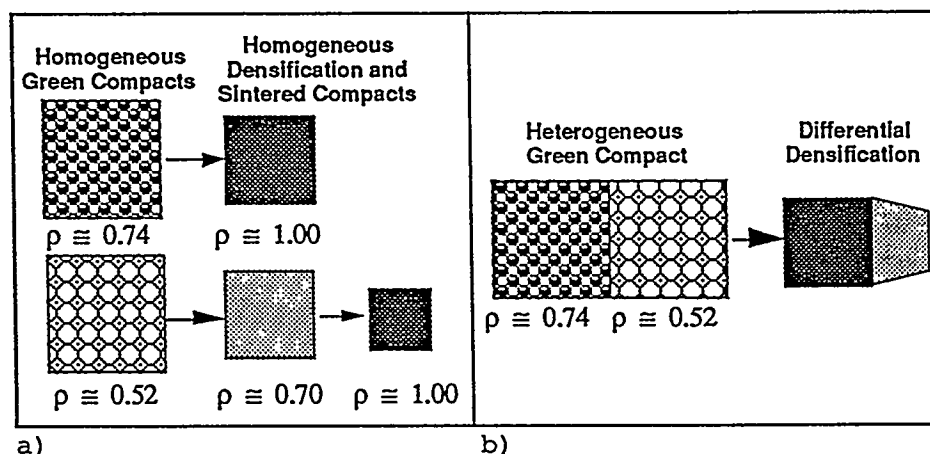 Homogeneous
Green Compacts
Homogeneous
Densification and
Sintered Compacts
ρ ≅ 0.74
ρ ≅ 1.00
ρ ≅ 0.52
ρ ≅ 0.70
ρ ≅ 1.00
a)
Heterogeneous
Green Compact
Differential
Densification
ρ ≅ 0.74
ρ ≅ 0.52
b)